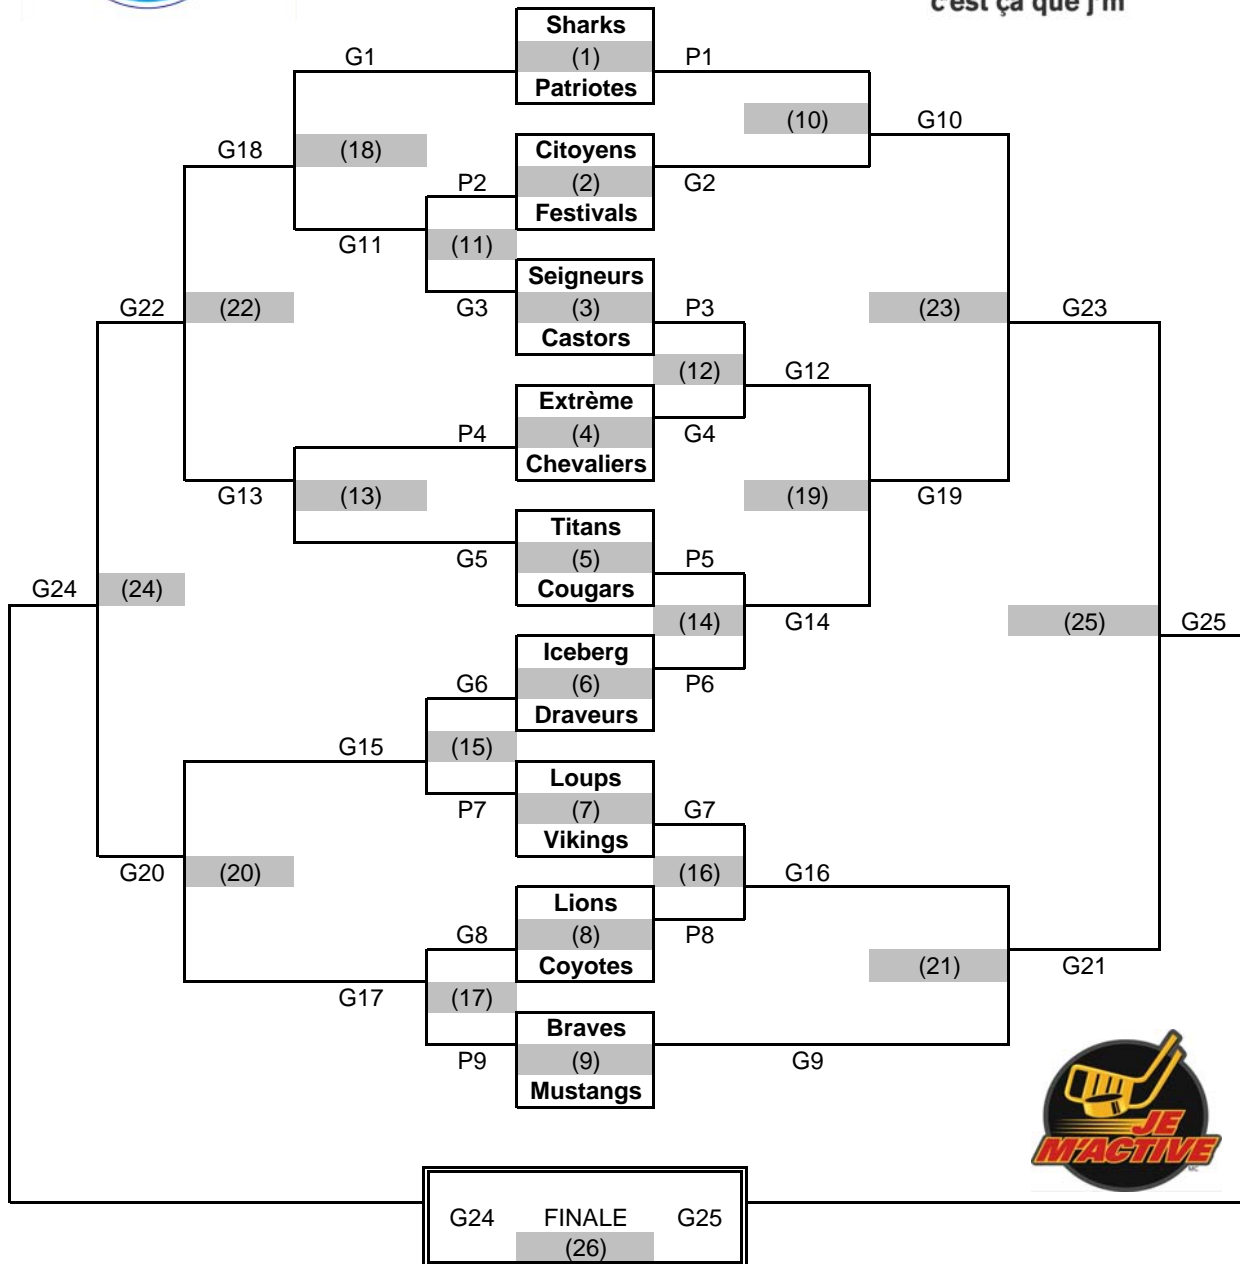 c'est ça que j'm
Sharks
G1 (1) P1
Patriotes
(10) G10
G18 (18) Citoyens
P2 (2) G2
Festivals
G11 (11)
Seigneurs
G22 (22) G3 (3) P3 (23) G23
Castors
(12) G12
Extrème
P4 (4) G4
Chevaliers
G13 (13) (19) G19
Titans
G5 (5) P5
G24 (24) Cougars
(14) G14 (25) G25
Iceberg
G6 (6) P6
Draveurs
G15 (15)
Loups
P7 (7) G7
Vikings
G20 (20) (16) G16
Lions
G8 (8) P8
Coyotes (21) G21
G17 (17)
Braves
P9 (9) G9
Mustangs
JE
M'ACTIVE
MC
G24 FINALE G25
(26)